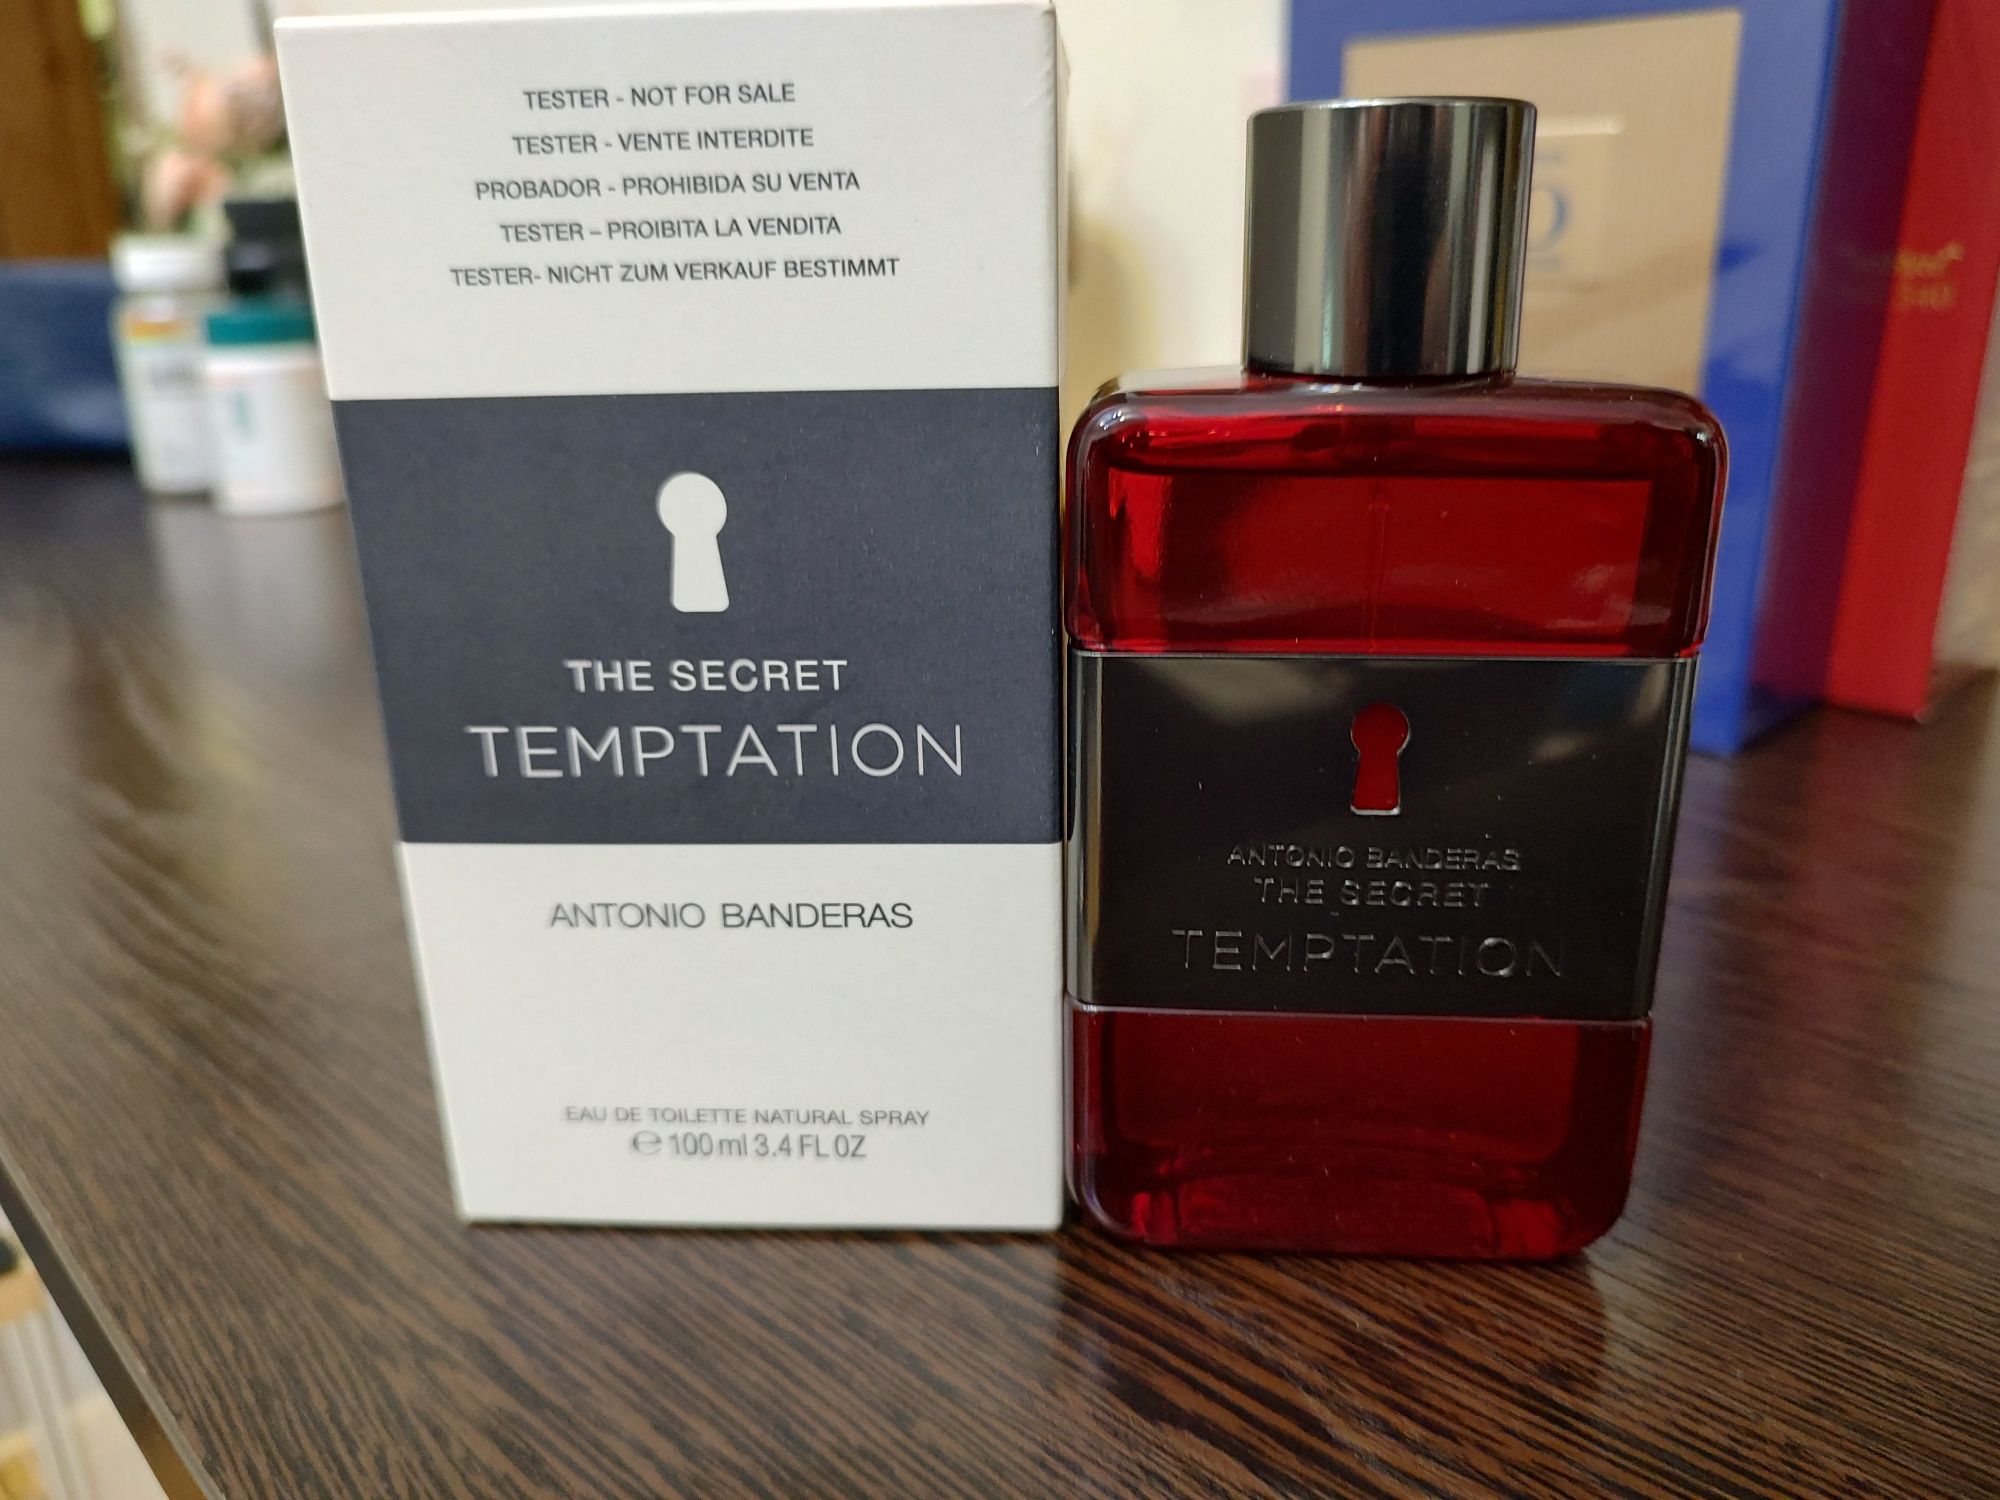 TESTER - NOT FOR SALE
TESTER - VENTE INTERDITE
PROBADOR - PROHIBIDA SU VENTA
TESTER – PROIBITA LA VENDITA
TESTER- NICHT ZUM VERKAUF BESTIMMT
THE SECRET
TEMPTATION
ANTONIO BANDERAS
EAU DE TOILETTE NATURAL SPRAY
℮ 100 ml 3.4 FL OZ
ANTONIO BANDERAS
THE SECRET
TEMPTATION